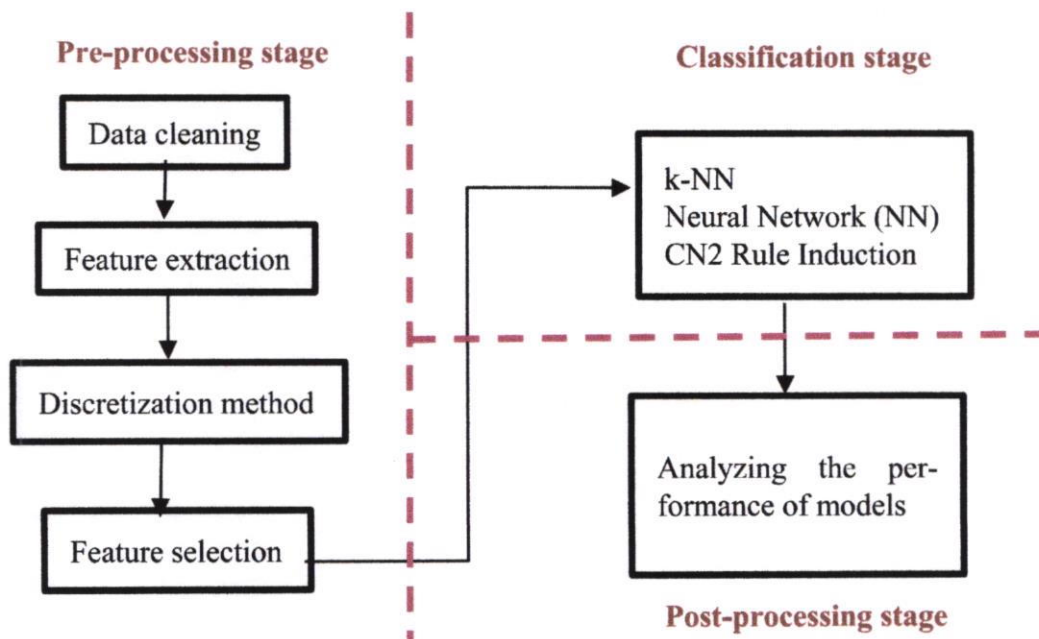 Pre-processing stage
Data cleaning
Feature extraction
Discretization method
Feature selection
Classification stage
k-NN
Neural Network (NN)
CN2 Rule Induction
Analyzing the per-
formance of models
Post-processing stage